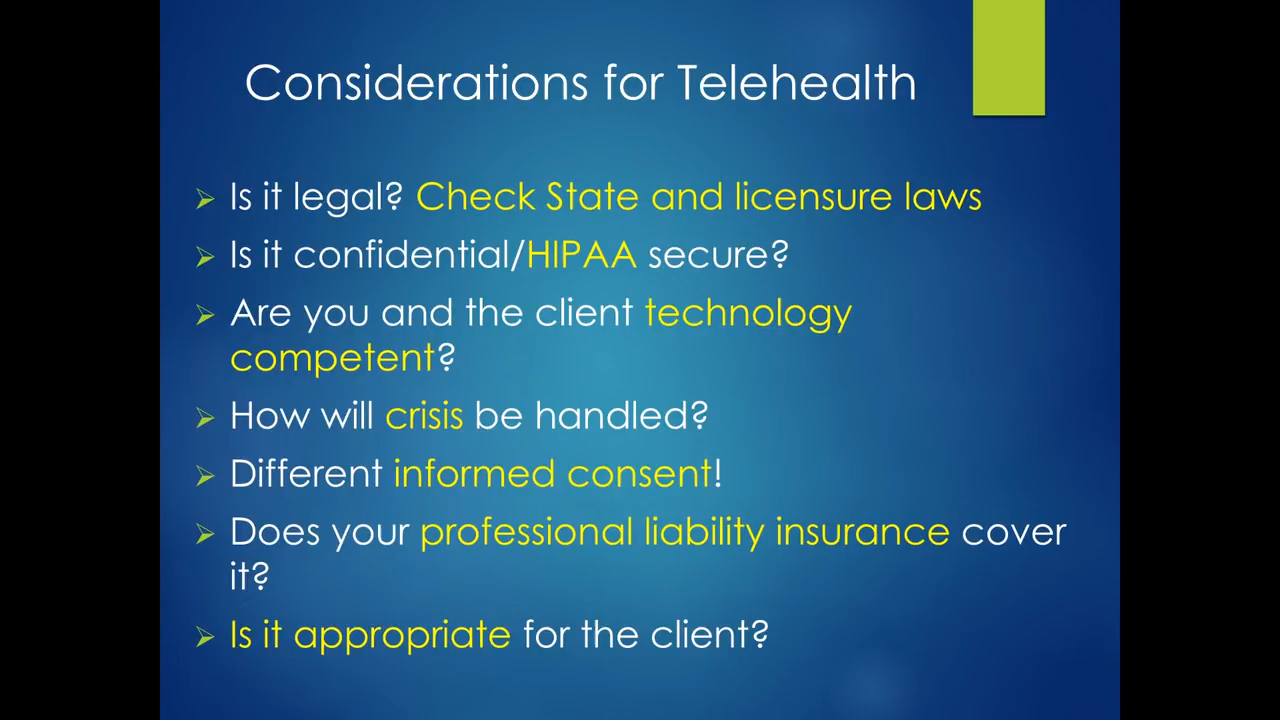 Considerations for Telehealth
Is it legal? Check State and licensure laws
Is it confidential/HIPAA secure?
Are you and the client technology
competent?
How will crisis be handled?
Different informed consent!
Does your professional liability insurance cover
it?
Is it appropriate for the client?